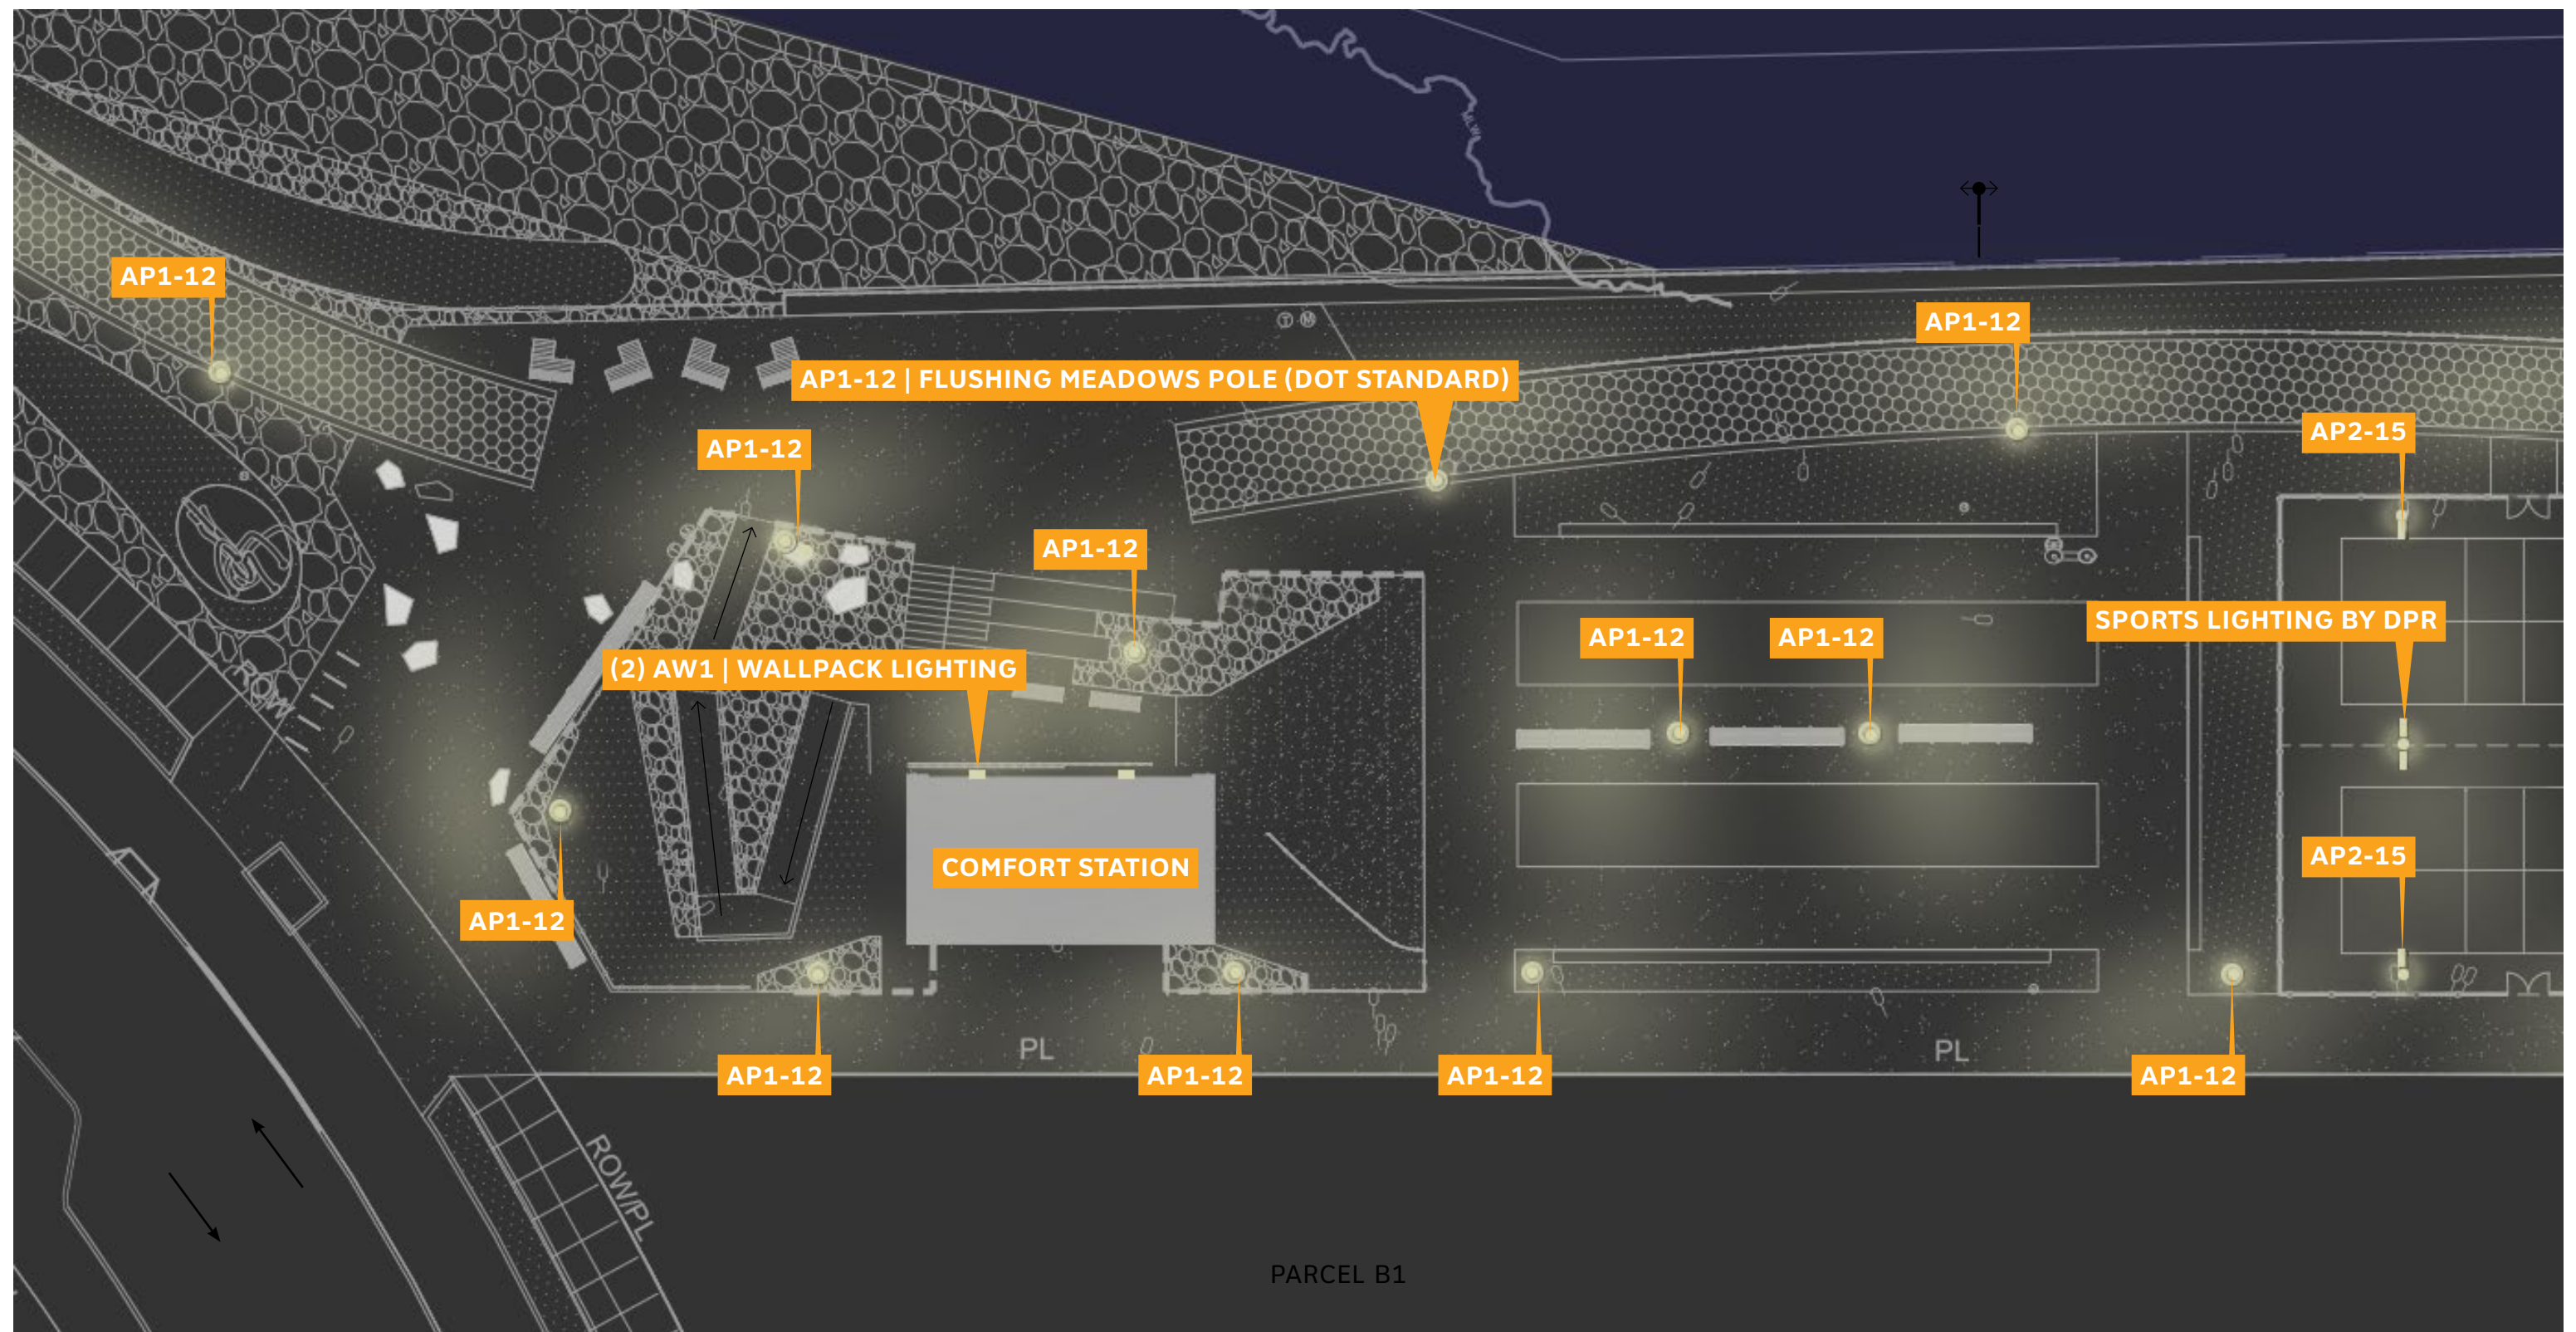 MLW
AP1-12
AP1-12
T M
AP1-12 | FLUSHING MEADOWS POLE (DOT STANDARD)
AP2-15
AP1-12
AP1-12
SPORTS LIGHTING BY DPR
AP1-12
AP1-12
(2) AW1 | WALLPACK LIGHTING
ROW
AP2-15
COMFORT STATION
AP1-12
PL
PL
AP1-12
AP1-12
AP1-12
AP1-12
ROW/PL
PARCEL B1